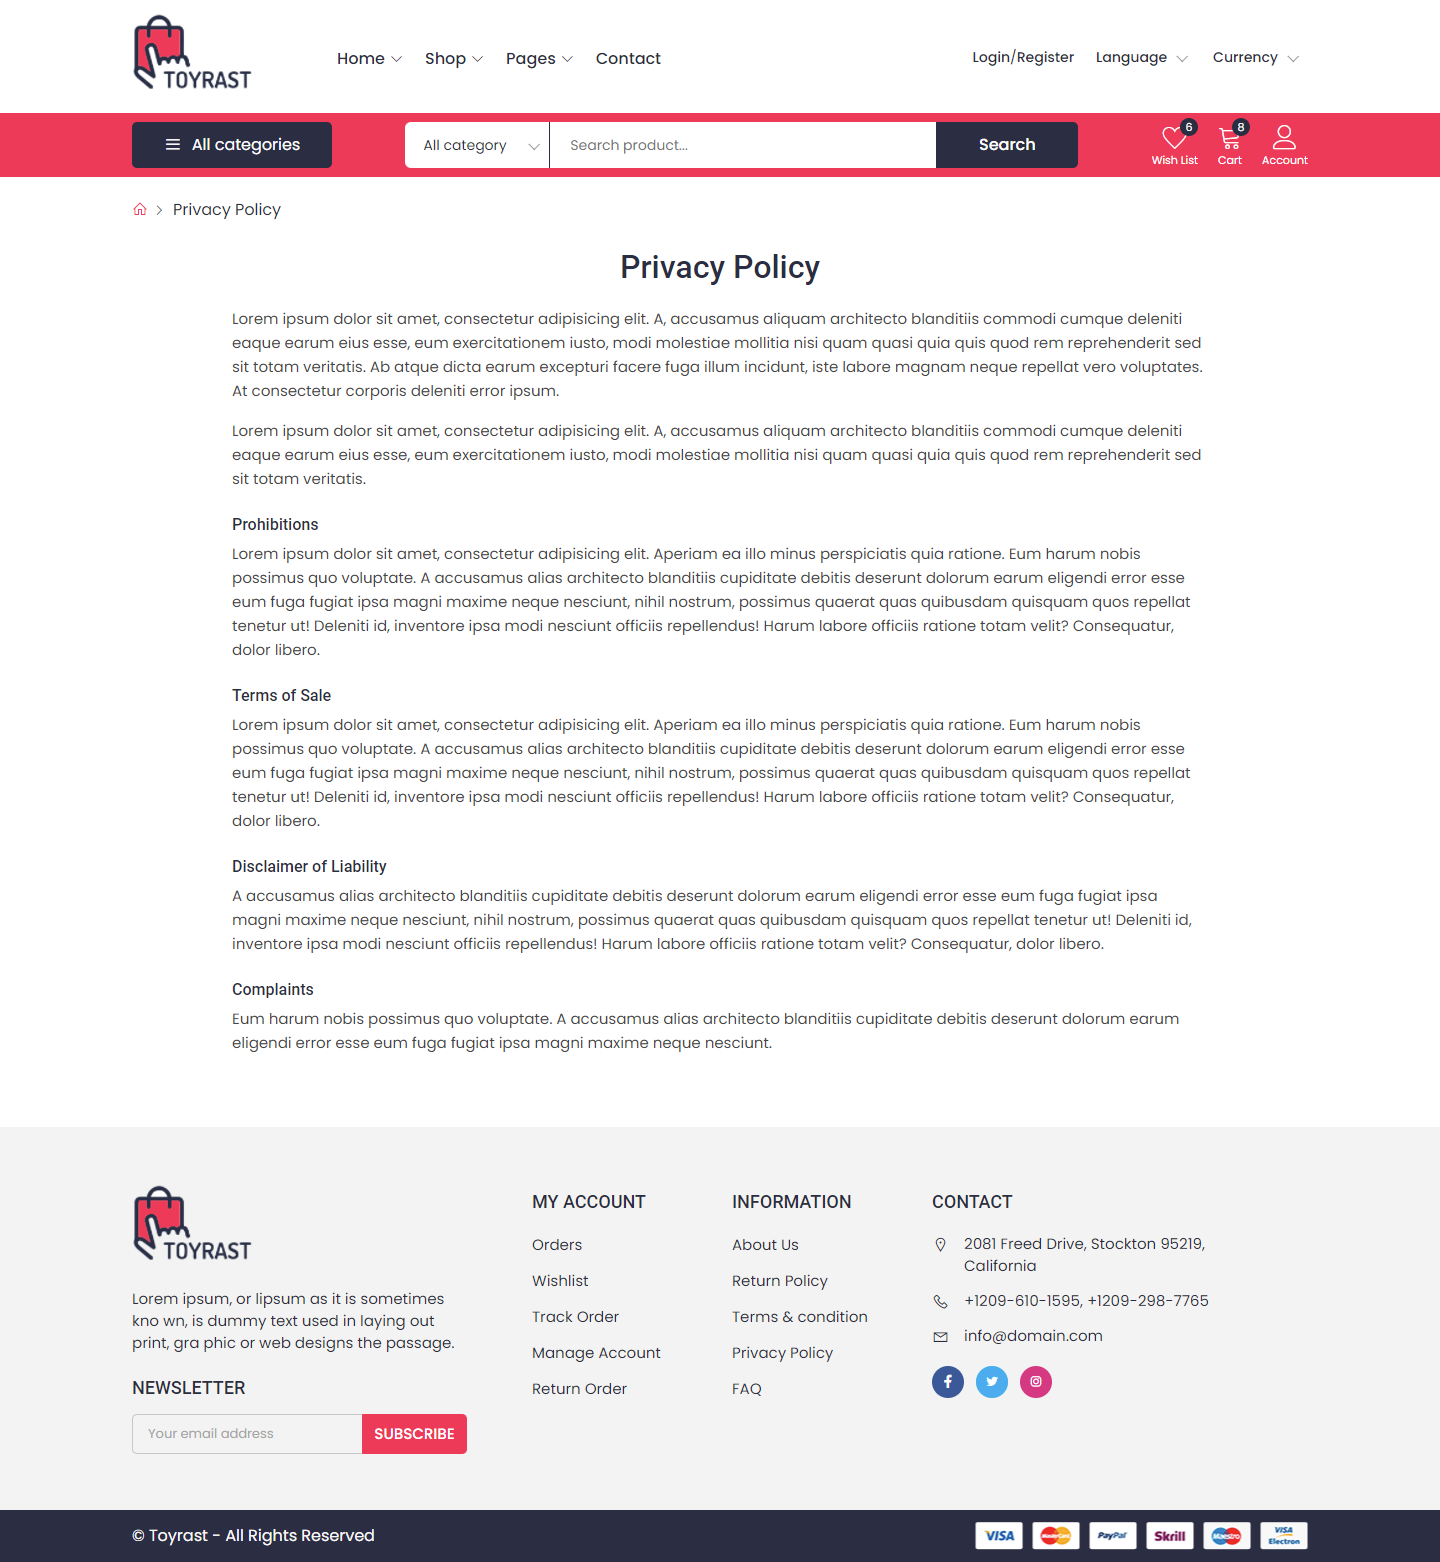 TOYRAST
Home
Shop
Pages
Contact
Login/Register
Language
Currency
All categories
All category
Search product...
Search
6
Wish List
8
Cart
Account
Privacy Policy
Privacy Policy
Lorem ipsum dolor sit amet, consectetur adipisicing elit. A, accusamus aliquam architecto blanditiis commodi cumque deleniti
eaque earum eius esse, eum exercitationem iusto, modi molestiae mollitia nisi quam quasi quia quis quod rem reprehenderit sed
sit totam veritatis. Ab atque dicta earum excepturi facere fuga illum incidunt, iste labore magnam neque repellat vero voluptates.
At consectetur corporis deleniti error ipsum.
Lorem ipsum dolor sit amet, consectetur adipisicing elit. A, accusamus aliquam architecto blanditiis commodi cumque deleniti
eaque earum eius esse, eum exercitationem iusto, modi molestiae mollitia nisi quam quasi quia quis quod rem reprehenderit sed
sit totam veritatis.
Prohibitions
Lorem ipsum dolor sit amet, consectetur adipisicing elit. Aperiam ea illo minus perspiciatis quia ratione. Eum harum nobis
possimus quo voluptate. A accusamus alias architecto blanditiis cupiditate debitis deserunt dolorum earum eligendi error esse
eum fuga fugiat ipsa magni maxime neque nesciunt, nihil nostrum, possimus quaerat quas quibusdam quisquam quos repellat
tenetur ut! Deleniti id, inventore ipsa modi nesciunt officiis repellendus! Harum labore officiis ratione totam velit? Consequatur,
dolor libero.
Terms of Sale
Lorem ipsum dolor sit amet, consectetur adipisicing elit. Aperiam ea illo minus perspiciatis quia ratione. Eum harum nobis
possimus quo voluptate. A accusamus alias architecto blanditiis cupiditate debitis deserunt dolorum earum eligendi error esse
eum fuga fugiat ipsa magni maxime neque nesciunt, nihil nostrum, possimus quaerat quas quibusdam quisquam quos repellat
tenetur ut! Deleniti id, inventore ipsa modi nesciunt officiis repellendus! Harum labore officiis ratione totam velit? Consequatur,
dolor libero.
Disclaimer of Liability
A accusamus alias architecto blanditiis cupiditate debitis deserunt dolorum earum eligendi error esse eum fuga fugiat ipsa
magni maxime neque nesciunt, nihil nostrum, possimus quaerat quas quibusdam quisquam quos repellat tenetur ut! Deleniti id,
inventore ipsa modi nesciunt officiis repellendus! Harum labore officiis ratione totam velit? Consequatur, dolor libero.
Complaints
Eum harum nobis possimus quo voluptate. A accusamus alias architecto blanditiis cupiditate debitis deserunt dolorum earum
eligendi error esse eum fuga fugiat ipsa magni maxime neque nesciunt.
TOYRAST
Lorem ipsum, or lipsum as it is sometimes
kno wn, is dummy text used in laying out
print, gra phic or web designs the passage.
NEWSLETTER
Your email address
SUBSCRIBE
MY ACCOUNT
Orders
Wishlist
Track Order
Manage Account
Return Order
INFORMATION
About Us
Return Policy
Terms & condition
Privacy Policy
FAQ
CONTACT
2081 Freed Drive, Stockton 95219,
California
+1209-610-1595, +1209-298-7765
info@domain.com
© Toyrast - All Rights Reserved
VISA
MasterCard
PayPal
Skrill
Maestro
VISA
Electron